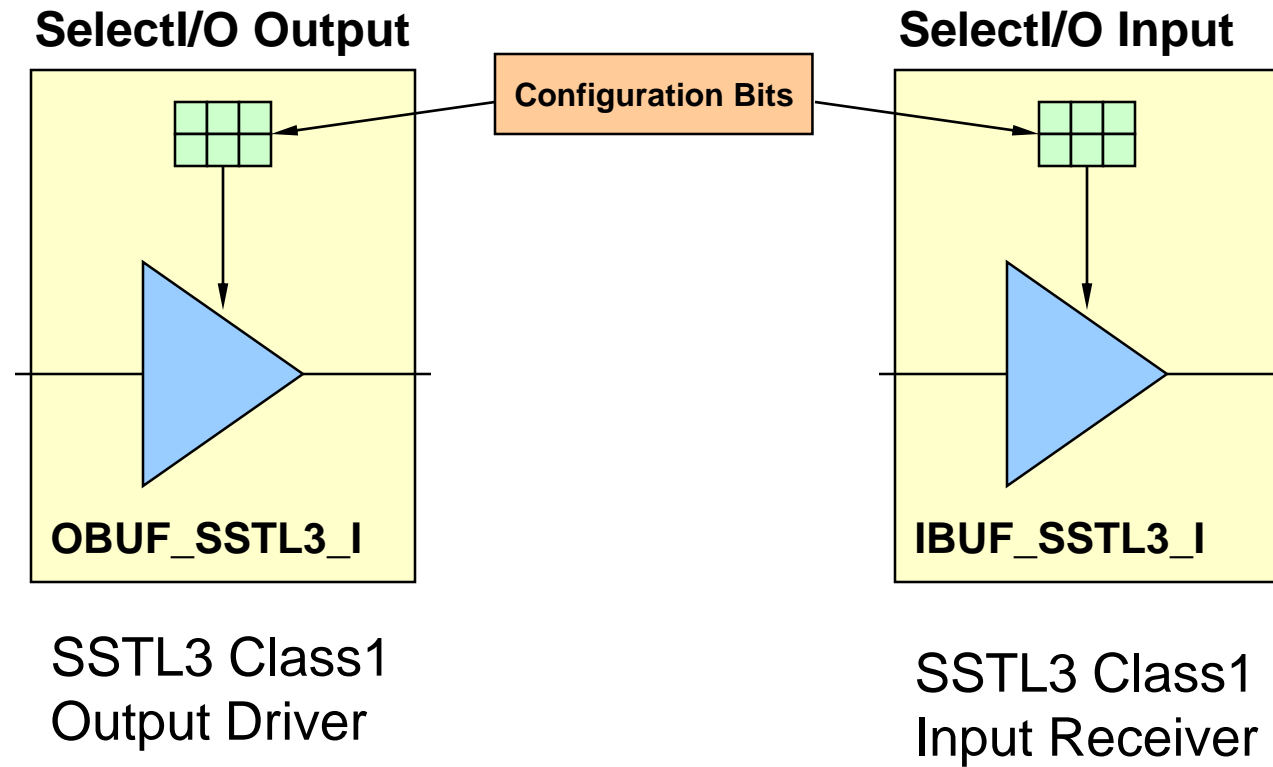 SelectI/O Output
SelectI/O Input
Configuration Bits
OBUF_SSTL3_I
IBUF_SSTL3_I
SSTL3 Class1
Output Driver
SSTL3 Class1
Input Receiver